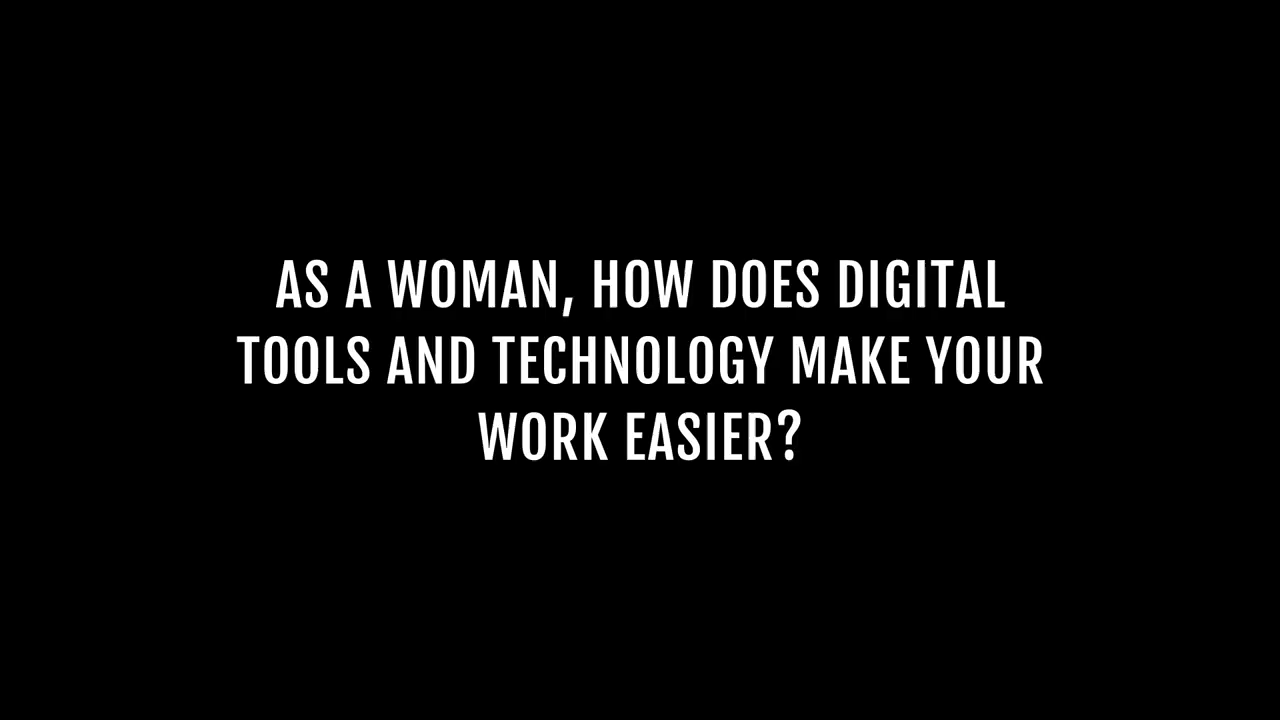 AS A WOMAN, HOW DOES DIGITAL
TOOLS AND TECHNOLOGY MAKE YOUR
WORK EASIER?